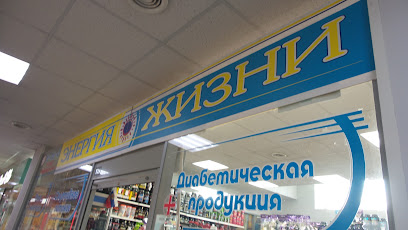 ЭНЕРГИЯ ЖИЗНИ
Диабетическая
продукция